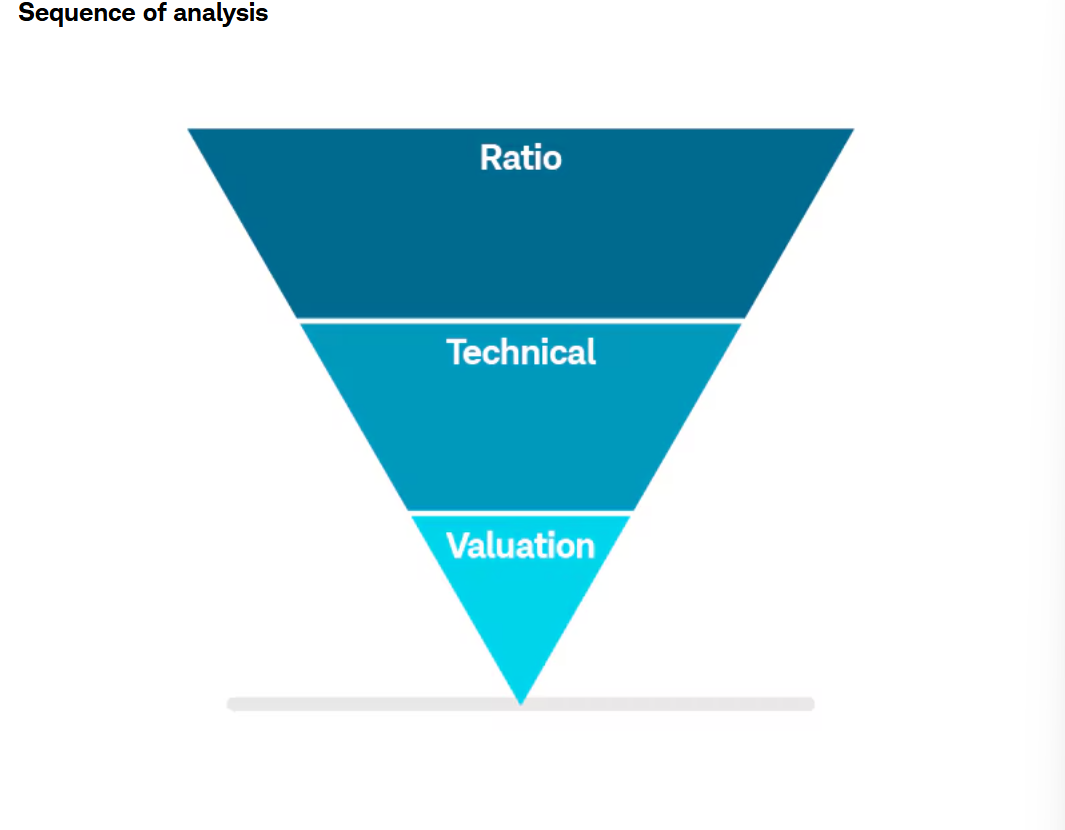 Sequence of analysis
Ratio
Technical
Valuation